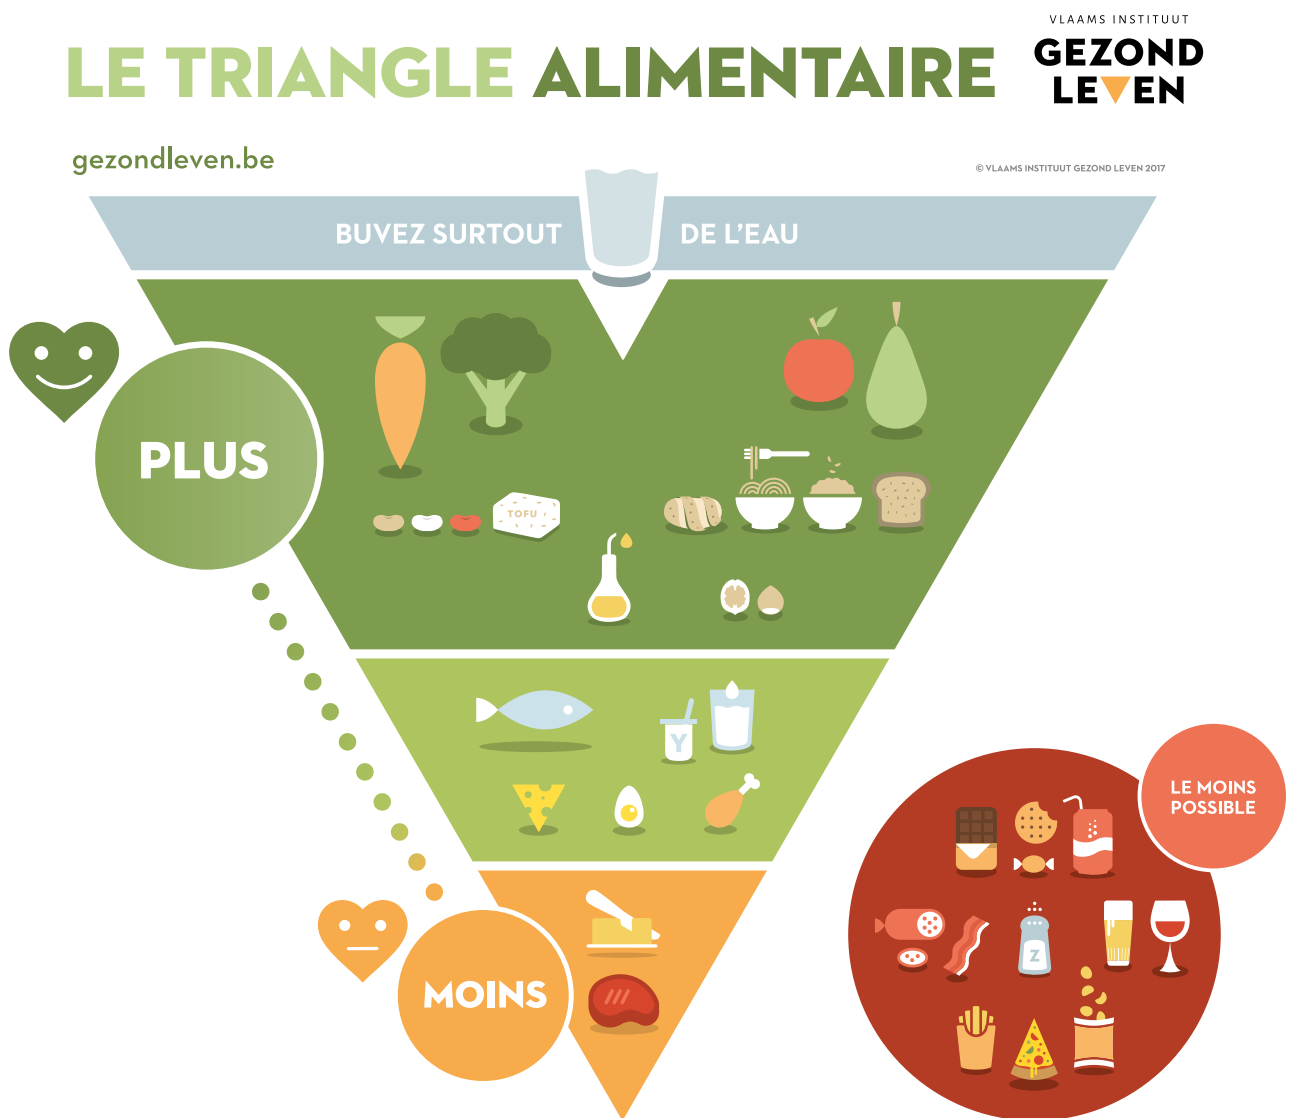 VLAAMS INSTITUUT
GEZOND
LEVEN
LE TRIANGLE ALIMENTAIRE
gezondleven.be
© VLAAMS INSTITUUT GEZOND LEVEN 2017
BUVEZ SURTOUT DE L'EAU
PLUS
TOFU
Y
LE MOINS
POSSIBLE
Z
MOINS